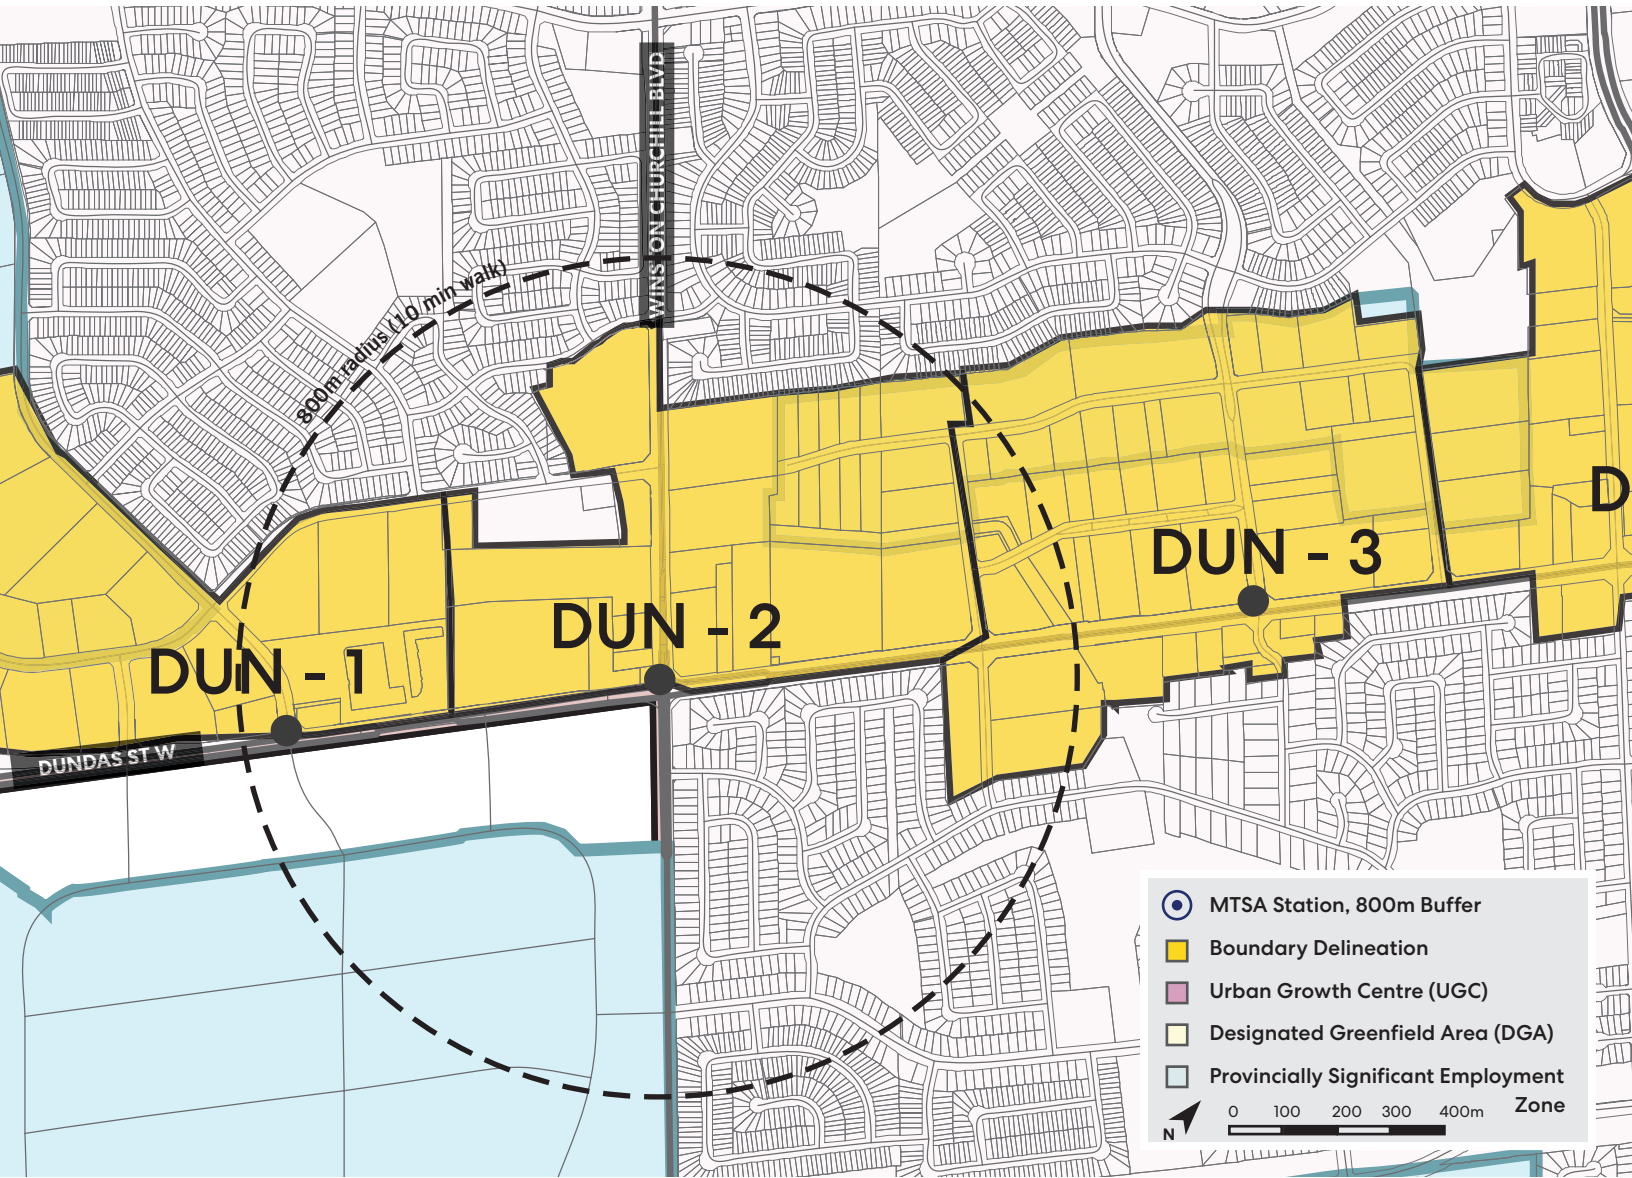 WINSTON CHURCHILL BLVD
800m radius (10 min walk)
D
DUN - 3
DUN - 2
DUN - 1
DUNDAS ST W
MTSA Station, 800m Buffer
Boundary Delineation
Urban Growth Centre (UGC)
Designated Greenfield Area (DGA)
Provincially Significant Employment
Zone
0 100 200 300 400m
N